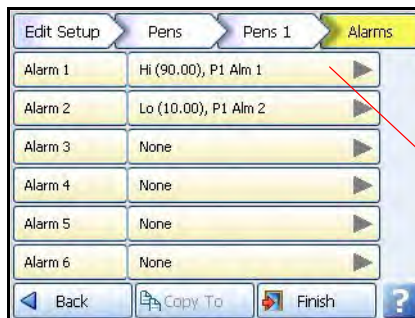 Edit Setup Pens Pens 1 Alarms
Alarm 1 Hi (90.00), P1 Alm 1
Alarm 2 Lo (10.00), P1 Alm 2
Alarm 3 None
Alarm 4 None
Alarm 5 None
Alarm 6 None
Back Copy To Finish ?